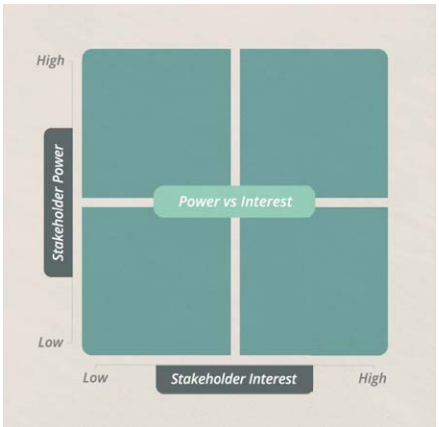 High
Stakeholder Power
Power vs Interest
Low
Low
Stakeholder Interest
High